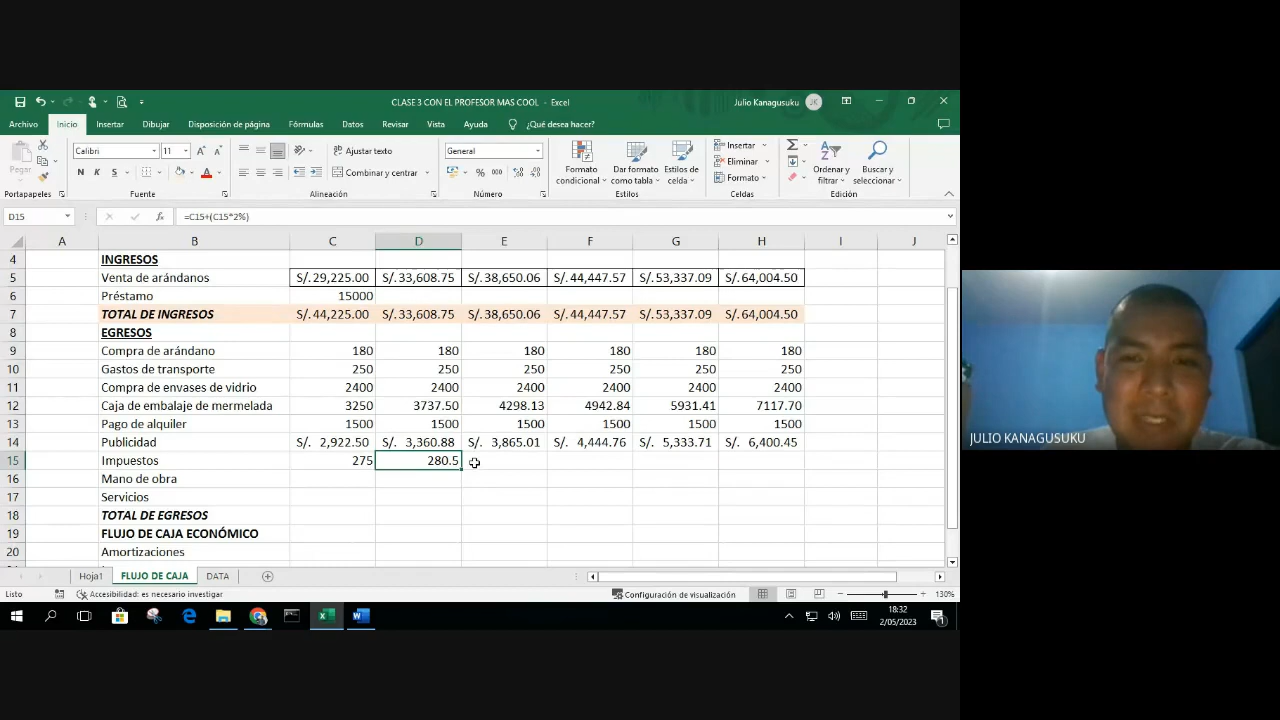 CLASE 3 CON EL PROFESOR MAS COOL - Excel
Julio Kanagusuku JK
Archivo Inicio Insertar Dibujar Disposición de página Fórmulas Datos Revisar Vista Ayuda ¿Qué desea hacer?
Pegar
Calibri 11
N K S
Ajustar texto
Combinar y centrar
General
% 000
Formato condicional
Dar formato como tabla
Estilos de celda
Insertar
Eliminar
Formato
Ordenar y filtrar
Buscar y seleccionar
Portapapeles Fuente Alineación Número Estilos Celdas Edición
D15 fx =C15+(C15*2%)
A B C D E F G H I J
4 INGRESOS
5 Venta de arándanos S/.29,225.00 S/.33,608.75 S/.38,650.06 S/.44,447.57 S/.53,337.09 S/.64,004.50
6 Préstamo 15000
7 TOTAL DE INGRESOS S/.44,225.00 S/.33,608.75 S/.38,650.06 S/.44,447.57 S/.53,337.09 S/.64,004.50
8 EGRESOS
9 Compra de arándano 180 180 180 180 180 180
10 Gastos de transporte 250 250 250 250 250 250
11 Compra de envases de vidrio 2400 2400 2400 2400 2400 2400
12 Caja de embalaje de mermelada 3250 3737.50 4298.13 4942.84 5931.41 7117.70
13 Pago de alquiler 1500 1500 1500 1500 1500 1500
14 Publicidad S/. 2,922.50 S/. 3,360.88 S/. 3,865.01 S/. 4,444.76 S/. 5,333.71 S/. 6,400.45
15 Impuestos 275 280.5
16 Mano de obra
17 Servicios
18 TOTAL DE EGRESOS
19 FLUJO DE CAJA ECONÓMICO
20 Amortizaciones
Hoja1 FLUJO DE CAJA DATA
Listo Accesibilidad: es necesario investigar Configuración de visualización 130%
18:32
2/05/2023
JULIO KANAGUSUKU